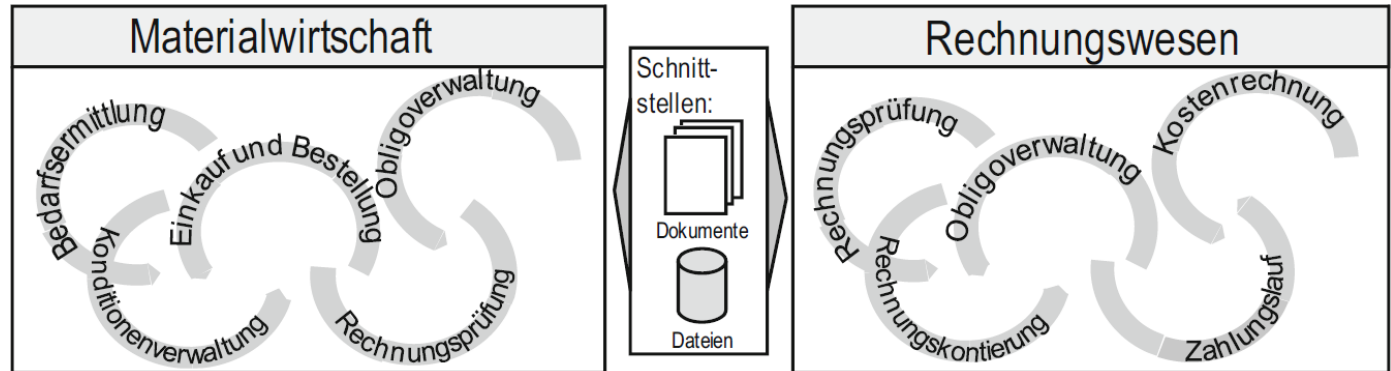 Materialwirtschaft
Bedarfsermittlung
Konditionenverwaltung
Einkauf und Bestellung
Rechnungsprüfung
Obligoverwaltung
Schnitt-
stellen:
Dokumente
Dateien
Rechnungswesen
Rechnungsprüfung
Rechnungskontierung
Obligoverwaltung
Zahlungslauf
Kostenrechnung